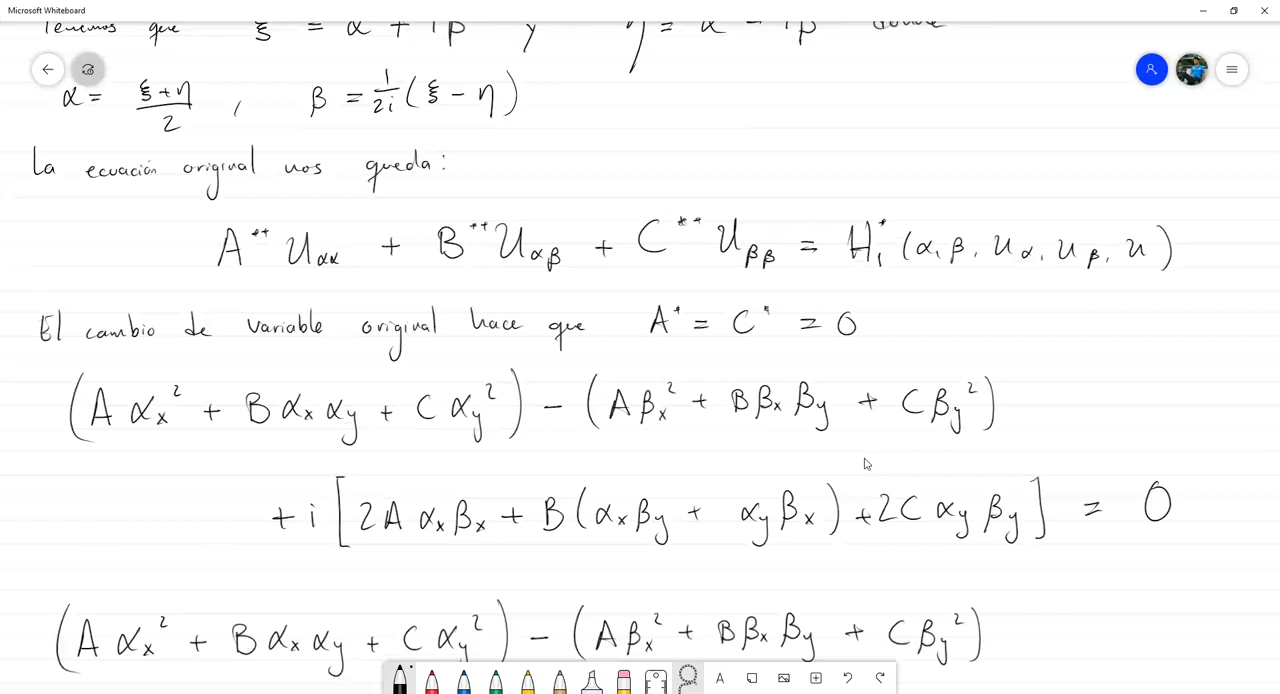 Microsoft Whiteboard
Tenemos que ξ = α + iβ y η = α - iβ donde
α = (ξ+η)/2 , β = 1/2i (ξ - η)
La ecuación original nos queda:
A** u_αα + B** u_αβ + C** u_ββ = H₁* (α, β, u_α, u_β, u)
El cambio de variable original hace que A* = C* = 0
(A α_x² + B α_x α_y + C α_y²) - (A β_x² + B β_x β_y + C β_y²)
+ i [2A α_x β_x + B(α_x β_y + α_y β_x) + 2C α_y β_y] = 0
(A α_x² + B α_x α_y + C α_y²) - (A β_x² + B β_x β_y + C β_y²)